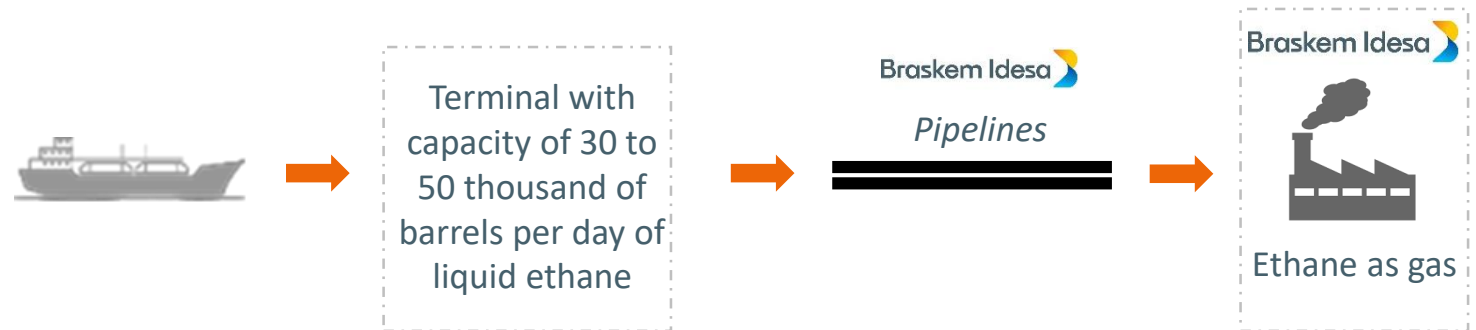 Terminal with
capacity of 30 to
50 thousand of
barrels per day of
liquid ethane
Braskem Idesa
Pipelines
Braskem Idesa
Ethane as gas